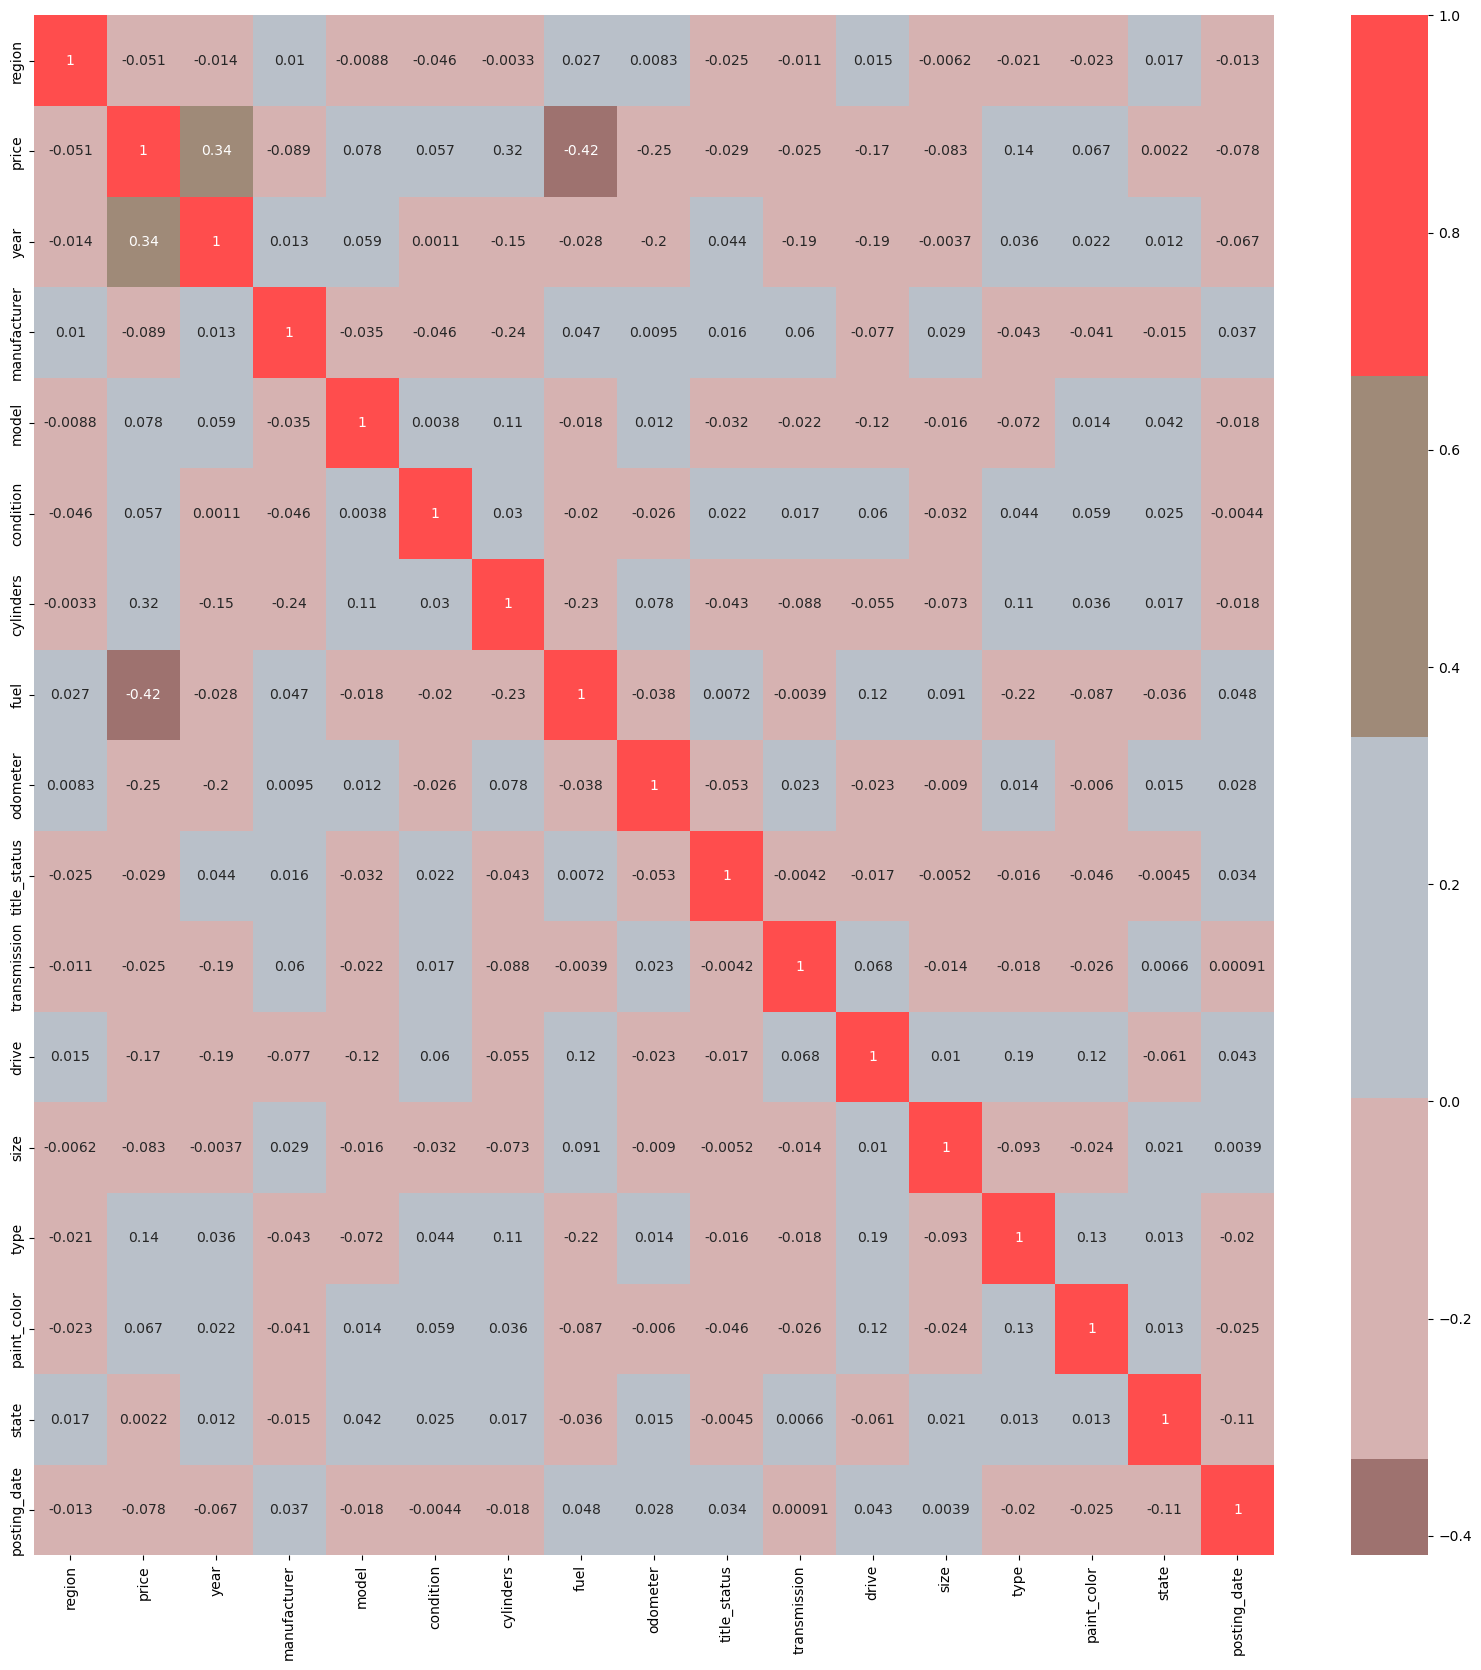 region 1 -0.051 -0.014 0.01 -0.0088 -0.046 -0.0033 0.027 0.0083 -0.025 -0.011 0.015 -0.0062 -0.021 -0.023 0.017 -0.013
price -0.051 1 0.34 -0.089 0.078 0.057 0.32 -0.42 -0.25 -0.029 -0.025 -0.17 -0.083 0.14 0.067 0.0022 -0.078
year -0.014 0.34 1 0.013 0.059 0.0011 -0.15 -0.028 -0.2 0.044 -0.19 -0.19 -0.0037 0.036 0.022 0.012 -0.067
manufacturer 0.01 -0.089 0.013 1 -0.035 -0.046 -0.24 0.047 0.0095 0.016 0.06 -0.077 0.029 -0.043 -0.041 -0.015 0.037
model -0.0088 0.078 0.059 -0.035 1 0.0038 0.11 -0.018 0.012 -0.032 -0.022 -0.12 -0.016 -0.072 0.014 0.042 -0.018
condition -0.046 0.057 0.0011 -0.046 0.0038 1 0.03 -0.02 -0.026 0.022 0.017 0.06 -0.032 0.044 0.059 0.025 -0.0044
cylinders -0.0033 0.32 -0.15 -0.24 0.11 0.03 1 -0.23 0.078 -0.043 -0.088 -0.055 -0.073 0.11 0.036 0.017 -0.018
fuel 0.027 -0.42 -0.028 0.047 -0.018 -0.02 -0.23 1 -0.038 0.0072 -0.0039 0.12 0.091 -0.22 -0.087 -0.036 0.048
odometer 0.0083 -0.25 -0.2 0.0095 0.012 -0.026 0.078 -0.038 1 -0.053 0.023 -0.023 -0.009 0.014 -0.006 0.015 0.028
title_status -0.025 -0.029 0.044 0.016 -0.032 0.022 -0.043 0.0072 -0.053 1 -0.0042 -0.017 -0.0052 -0.016 -0.046 -0.0045 0.034
transmission -0.011 -0.025 -0.19 0.06 -0.022 0.017 -0.088 -0.0039 0.023 -0.0042 1 0.068 -0.014 -0.018 -0.026 0.0066 0.00091
drive 0.015 -0.17 -0.19 -0.077 -0.12 0.06 -0.055 0.12 -0.023 -0.017 0.068 1 0.01 0.19 0.12 -0.061 0.043
size -0.0062 -0.083 -0.0037 0.029 -0.016 -0.032 -0.073 0.091 -0.009 -0.0052 -0.014 0.01 1 -0.093 -0.024 0.021 0.0039
type -0.021 0.14 0.036 -0.043 -0.072 0.044 0.11 -0.22 0.014 -0.016 -0.018 0.19 -0.093 1 0.13 0.013 -0.02
paint_color -0.023 0.067 0.022 -0.041 0.014 0.059 0.036 -0.087 -0.006 -0.046 -0.026 0.12 -0.024 0.13 1 0.013 -0.025
state 0.017 0.0022 0.012 -0.015 0.042 0.025 0.017 -0.036 0.015 -0.0045 0.0066 -0.061 0.021 0.013 0.013 1 -0.11
posting_date -0.013 -0.078 -0.067 0.037 -0.018 -0.0044 -0.018 0.048 0.028 0.034 0.00091 0.043 0.0039 -0.02 -0.025 -0.11 1
region price year manufacturer model condition cylinders fuel odometer title_status transmission drive size type paint_color state posting_date
1.0
0.8
0.6
0.4
0.2
0.0
−0.2
−0.4